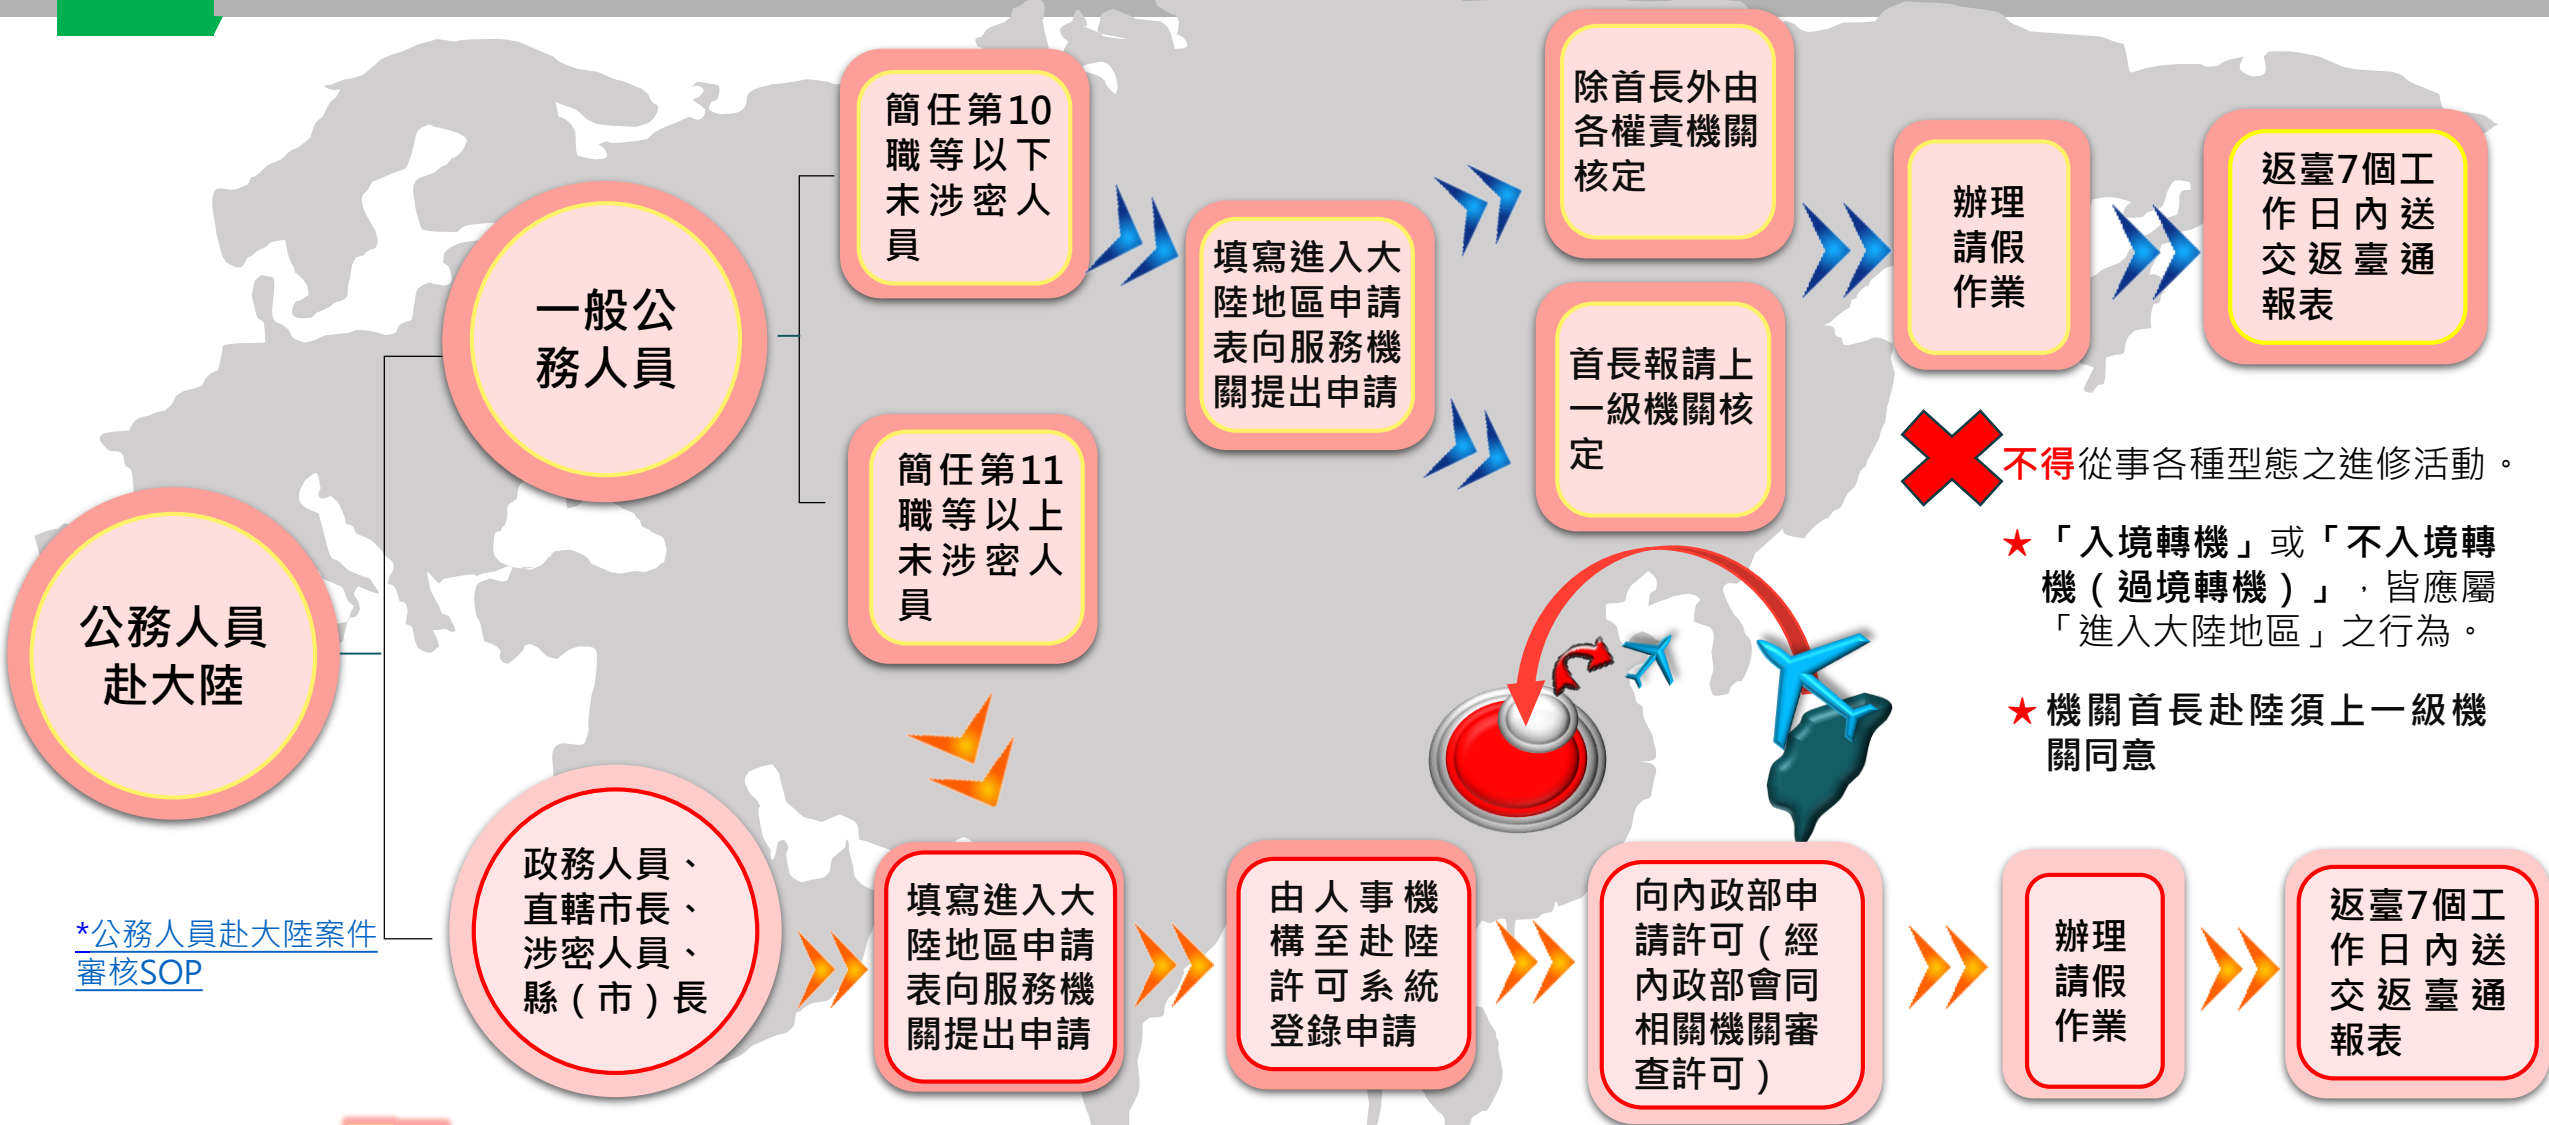 公務人員
赴大陸
*公務人員赴大陸案件
審核SOP
一般公
務人員
簡任第10
職等以下
未涉密人
員
簡任第11
職等以上
未涉密人
員
填寫進入大
陸地區申請
表向服務機
關提出申請
除首長外由
各權責機關
核定
首長報請上
一級機關核
定
辦理
請假
作業
返臺7個工
作日內送
交返臺通
報表
不得從事各種型態之進修活動。
★「入境轉機」或「不入境轉
機（過境轉機）」，皆應屬
「進入大陸地區」之行為。
★機關首長赴陸須上一級機
關同意
政務人員、
直轄市長、
涉密人員、
縣（市）長
填寫進入大
陸地區申請
表向服務機
關提出申請
由人事機
構至赴陸
許可系統
登錄申請
向內政部申
請許可（經
內政部會同
相關機關審
查許可）
辦理
請假
作業
返臺7個工
作日內送
交返臺通
報表